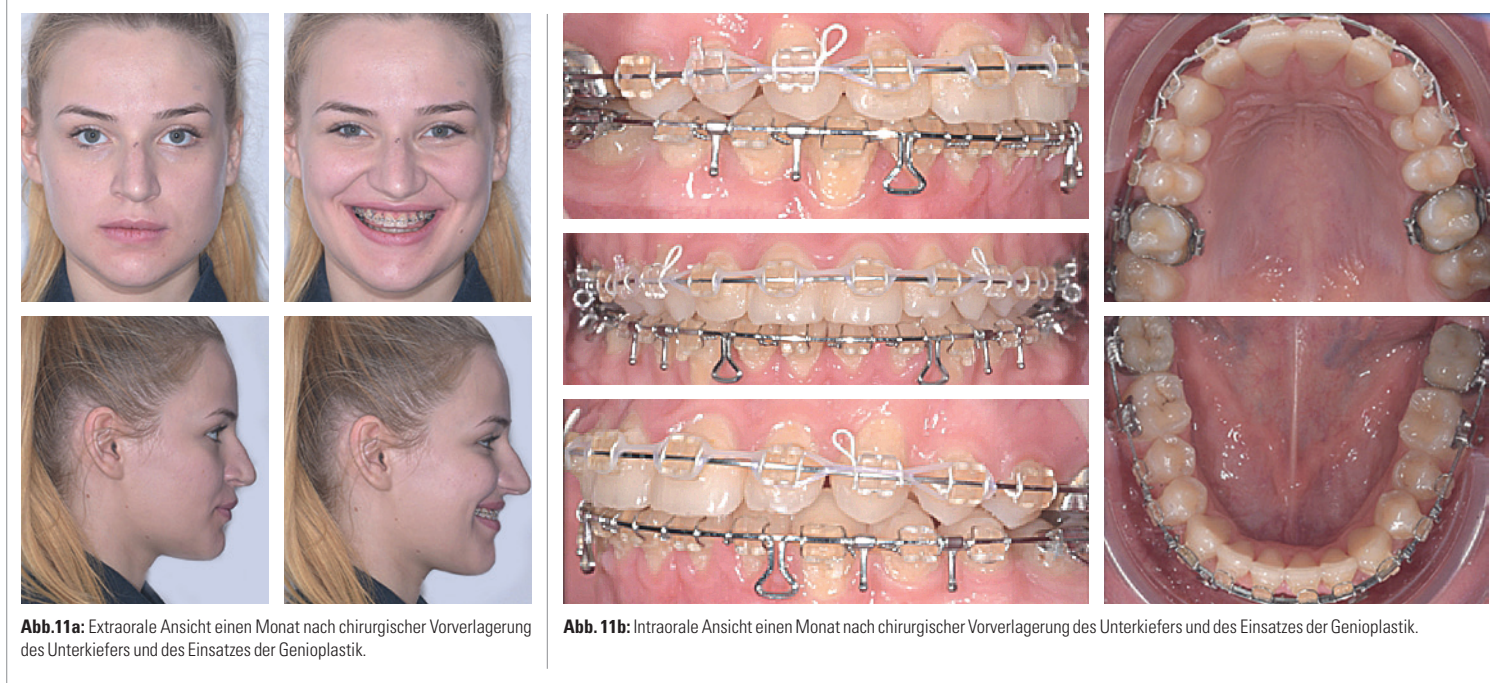 Abb.11a: Extraorale Ansicht einen Monat nach chirurgischer Vorverlagerung
des Unterkiefers und des Einsatzes der Genioplastik.
Abb. 11b: Intraorale Ansicht einen Monat nach chirurgischer Vorverlagerung des Unterkiefers und des Einsatzes der Genioplastik.